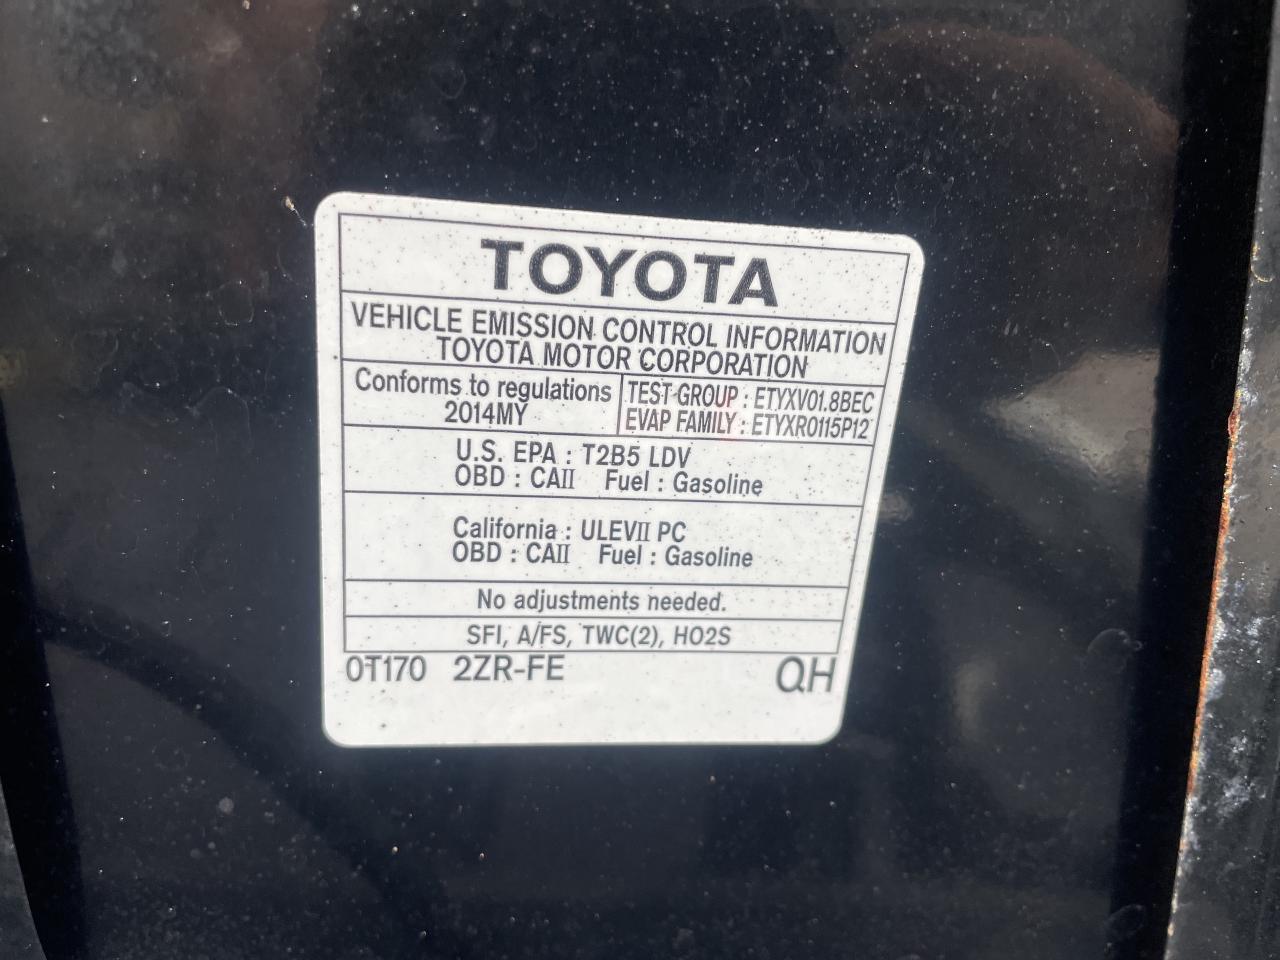 TOYOTA
VEHICLE EMISSION CONTROL INFORMATION
TOYOTA MOTOR CORPORATION
Conforms to regulations
2014MY
TEST GROUP : ETYXV01.8BEC
EVAP FAMILY : ETYXR0115P12
U.S. EPA : T2B5 LDV
OBD : CAII Fuel : Gasoline
California : ULEVII PC
OBD : CAII Fuel : Gasoline
No adjustments needed.
SFI, A/FS, TWC(2), HO2S
0T170 2ZR-FE QH